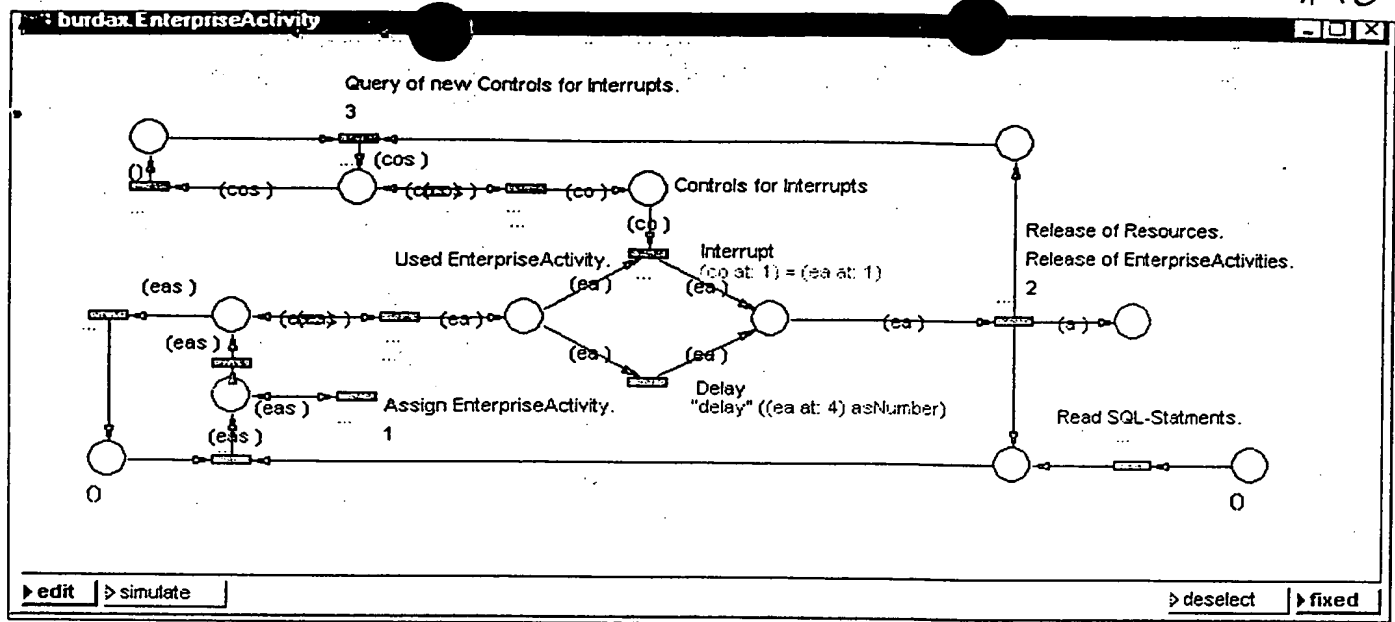 burdax.EnterpriseActivity
Query of new Controls for Interrupts.
3
(cos )
()
(cos )
(co )
Controls for Interrupts
(co )
Release of Resources.
Release of EnterpriseActivities.
2
Used EnterpriseActivity.
Interrupt
(co at: 1) = (ea at: 1)
(ea )
(ea )
(eas )
(ea )
(ea )
(a )
(eas )
(ea )
(ea )
Delay
"delay" ((ea at: 4) asNumber)
(eas )
Assign EnterpriseActivity.
1
(eas )
Read SQL-Statments.
...
()
()
edit
simulate
deselect
fixed